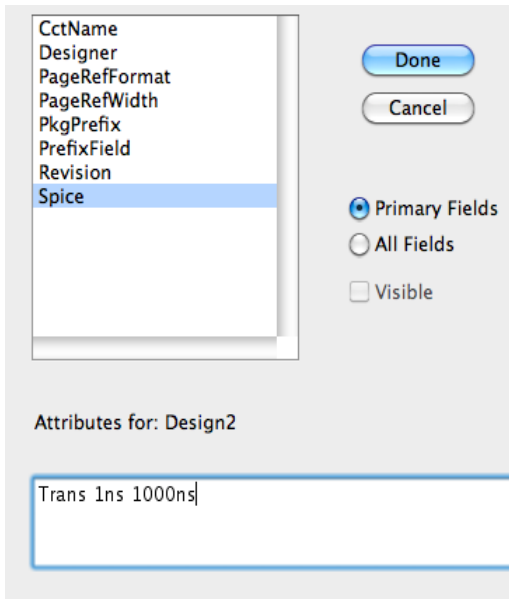 CctName
Designer
PageRefFormat
PageRefWidth
PkgPrefix
PrefixField
Revision
Spice
Done
Cancel
Primary Fields
All Fields
Visible
Attributes for: Design2
Trans 1ns 1000ns